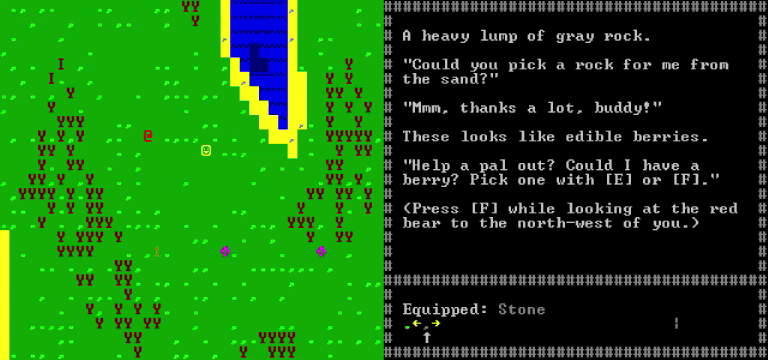 A heavy lump of gray rock.
"Could you pick a rock for me from
the sand?"
"Mmm, thanks a lot, buddy!"
These looks like edible berries.
"Help a pal out? Could I have a
berry? Pick one with [E] or [F]."
(Press [F] while looking at the red
bear to the north-west of you.)
Equipped: Stone